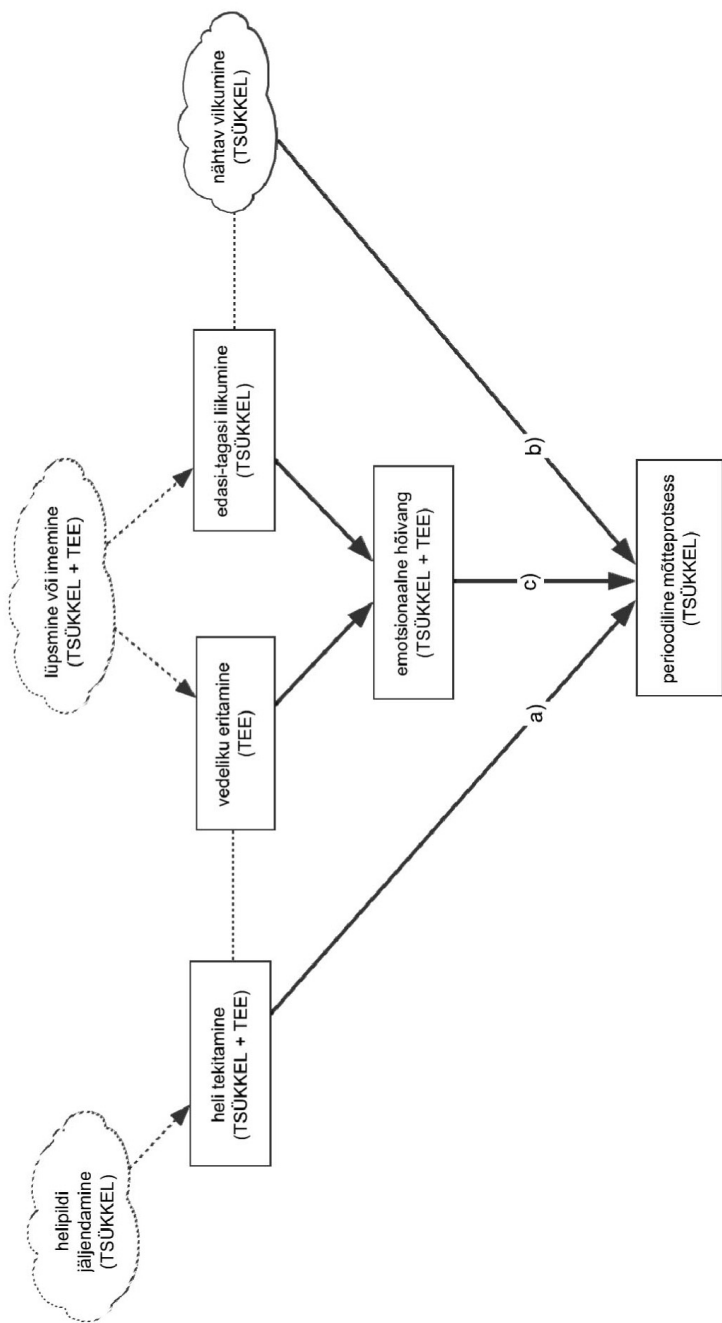 helipildi
jäljendamine
(TSÜKKEL)
lüpsmine või imemine
(TSÜKKEL + TEE)
heli tekitamine
(TSÜKKEL + TEE)
vedeliku eritamine
(TEE)
edasi-tagasi liikumine
(TSÜKKEL)
nähtav vilkumine
(TSÜKKEL)
emotsionaalne hõivang
(TSÜKKEL + TEE)
a)
c)
b)
perioodiline mõtteprotsess
(TSÜKKEL)